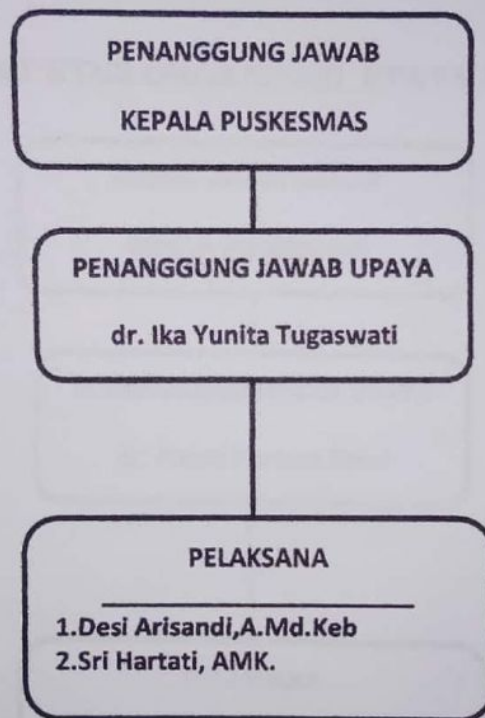 PENANGGUNG JAWAB
KEPALA PUSKESMAS
PENANGGUNG JAWAB UPAYA
dr. Ika Yunita Tugaswati
PELAKSANA
1.Desi Arisandi,A.Md.Keb
2.Sri Hartati, AMK.